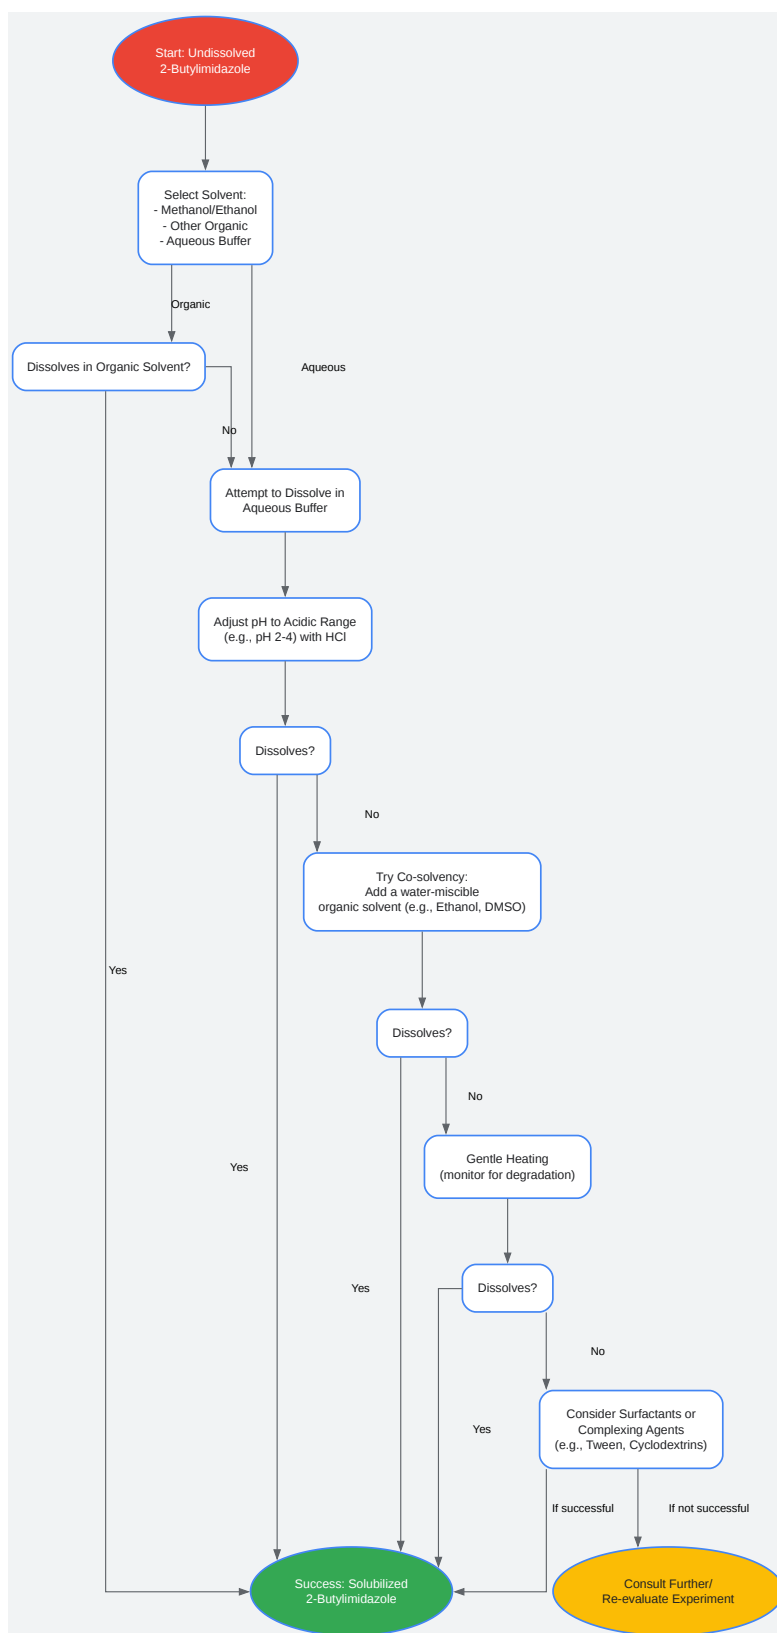 Start: Undissolved
2-Butylimidazole
Select Solvent:
- Methanol/Ethanol
- Other Organic
- Aqueous Buffer
Organic
Dissolves in Organic Solvent?
Aqueous
No
Attempt to Dissolve in
Aqueous Buffer
Adjust pH to Acidic Range
(e.g., pH 2-4) with HCl
Dissolves?
No
Try Co-solvency:
Add a water-miscible
organic solvent (e.g., Ethanol, DMSO)
Yes
Dissolves?
No
Gentle Heating
(monitor for degradation)
Yes
Dissolves?
Yes
No
Consider Surfactants or
Complexing Agents
(e.g., Tween, Cyclodextrins)
Yes
If successful
If not successful
Success: Solubilized
2-Butylimidazole
Consult Further/
Re-evaluate Experiment